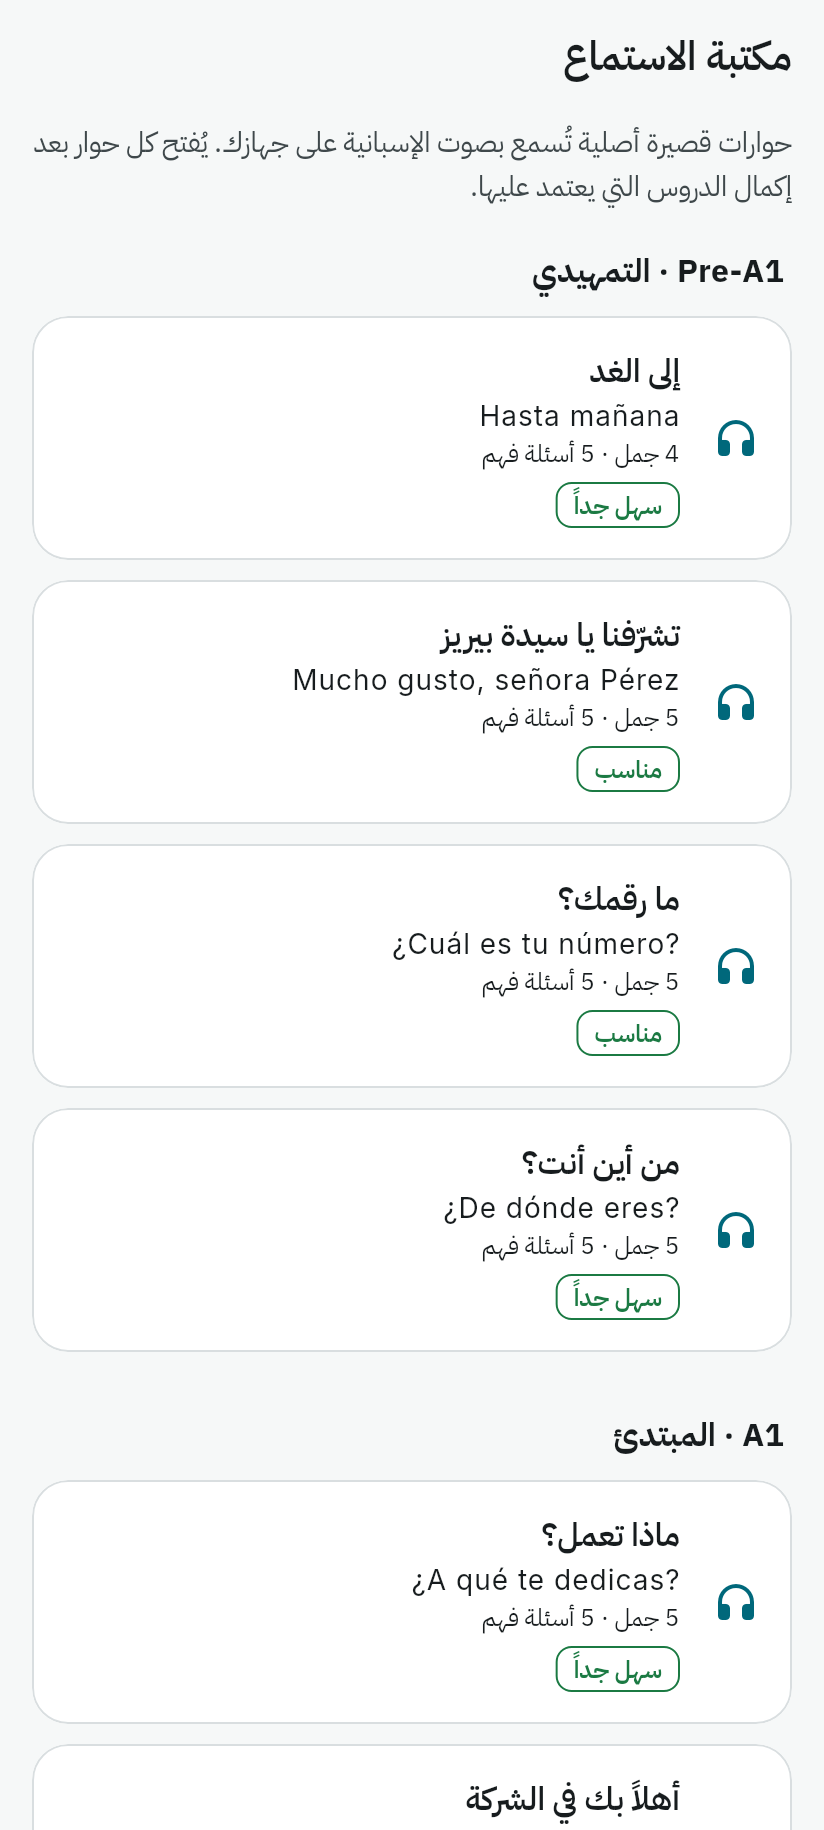 مكتبة الاستماع
حوارات قصيرة أصلية تُسمع بصوت الإسبانية على جهازك. يُفتح كل حوار بعد
إكمال الدروس التي يعتمد عليها.
Pre-A1 · التمهيدي
إلى الغد
Hasta mañana
4 جمل · 5 أسئلة فهم
سهل جداً
تشرّفنا يا سيدة بيريز
Mucho gusto, señora Pérez
5 جمل · 5 أسئلة فهم
مناسب
ما رقمك؟
¿Cuál es tu número?
5 جمل · 5 أسئلة فهم
مناسب
من أين أنت؟
¿De dónde eres?
5 جمل · 5 أسئلة فهم
سهل جداً
A1 · المبتدئ
ماذا تعمل؟
¿A qué te dedicas?
5 جمل · 5 أسئلة فهم
سهل جداً
أهلاً بك في الشركة